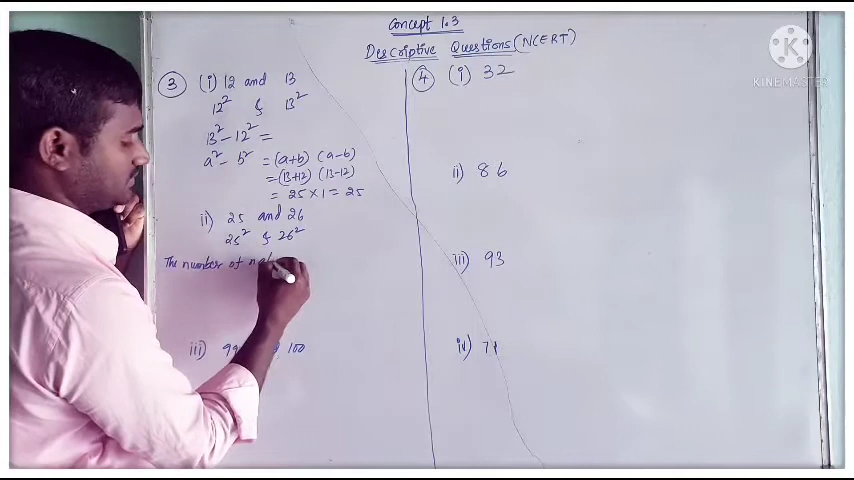 Concept 1.3
Descriptive Questions (NCERT)
3 (i) 12 and 13
12² & 13²
13² - 12² =
a² - b² = (a+b) (a-b)
= (13+12) (13-12)
= 25 × 1 = 25
ii) 25 and 26
25² & 26²
The number of
iii) 100
4 (i) 32
ii) 86
iii) 93
iv) 71
K
KINEMASTER